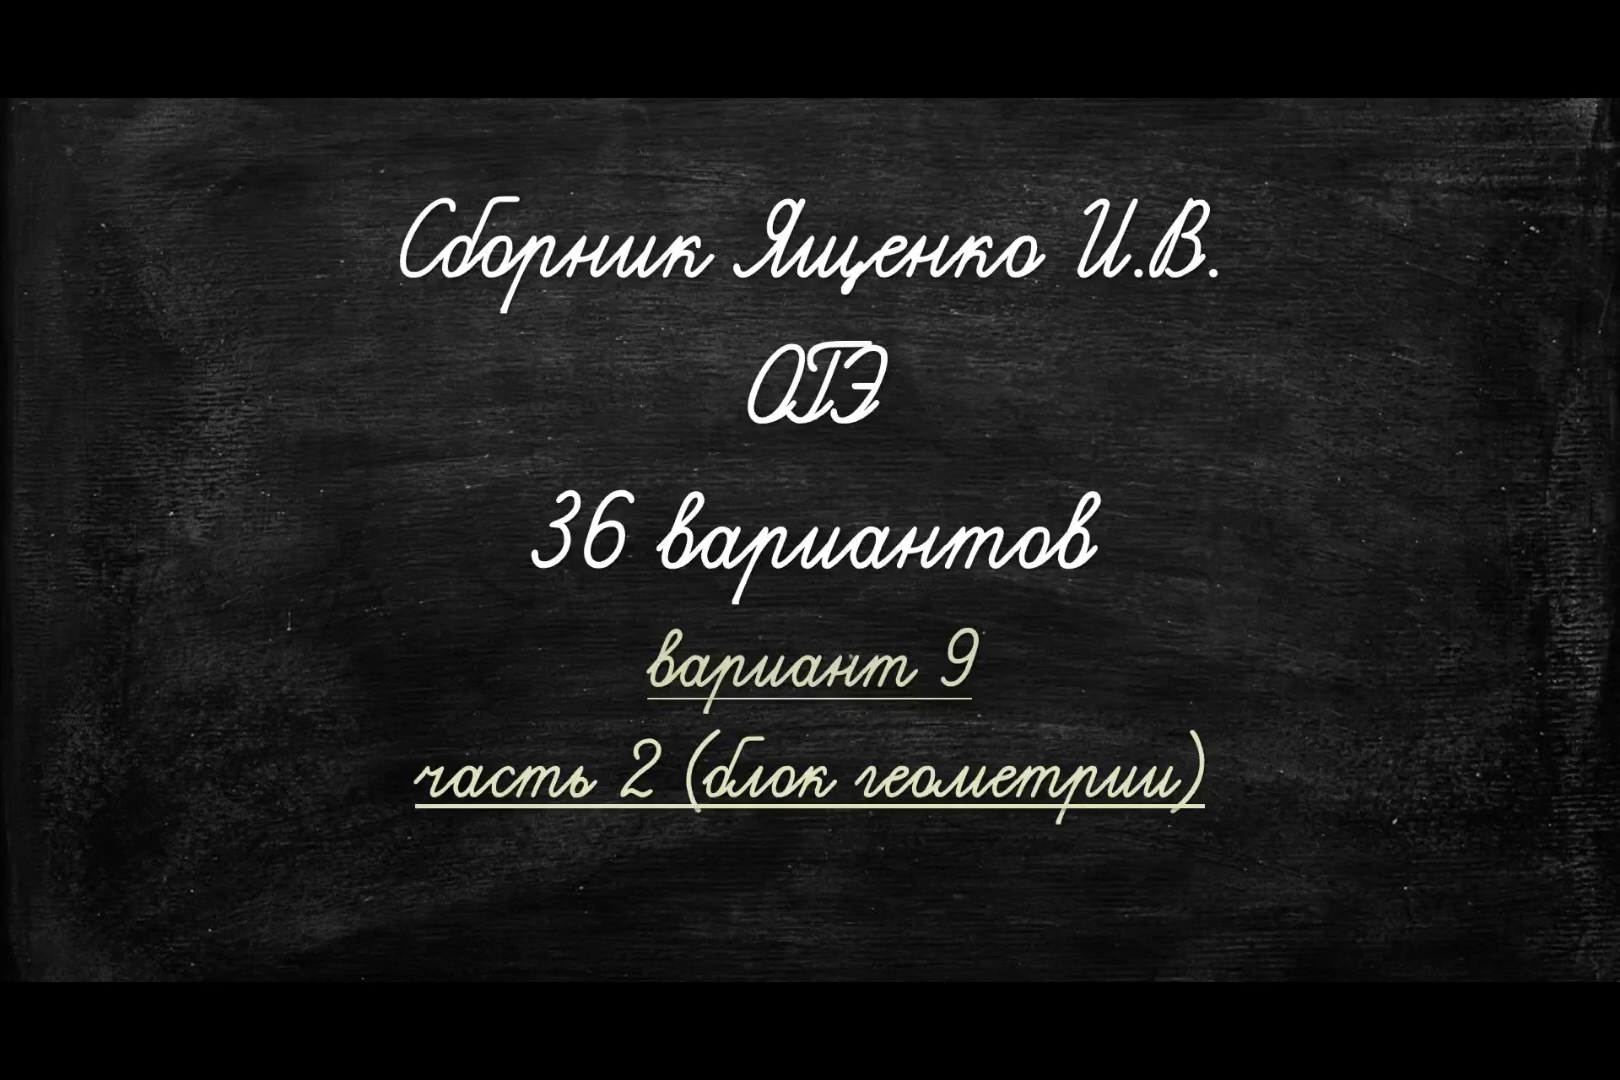 Сборник Ященко И.В.
ОГЭ
36 вариантов
вариант 9
часть 2 (блок геометрии)